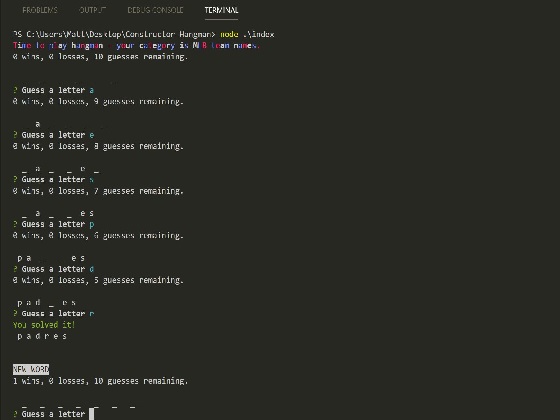 PROBLEMS OUTPUT DEBUG CONSOLE TERMINAL
PS C:\Users\Matt\Desktop\Constructor Hangman> node .\index
Time to play hangman - your category is MLB team names.
0 wins, 0 losses, 10 guesses remaining.
? Guess a letter a
0 wins, 0 losses, 9 guesses remaining.
a
? Guess a letter e
0 wins, 0 losses, 8 guesses remaining.
_ a _ _ e _
? Guess a letter s
0 wins, 0 losses, 7 guesses remaining.
_ a _ _ e s
? Guess a letter p
0 wins, 0 losses, 6 guesses remaining.
p a e s
? Guess a letter d
0 wins, 0 losses, 5 guesses remaining.
p a d _ e s
? Guess a letter r
You solved it!
p a d r e s
NEW WORD
1 wins, 0 losses, 10 guesses remaining.
_ _ _ _ _ _ _
? Guess a letter